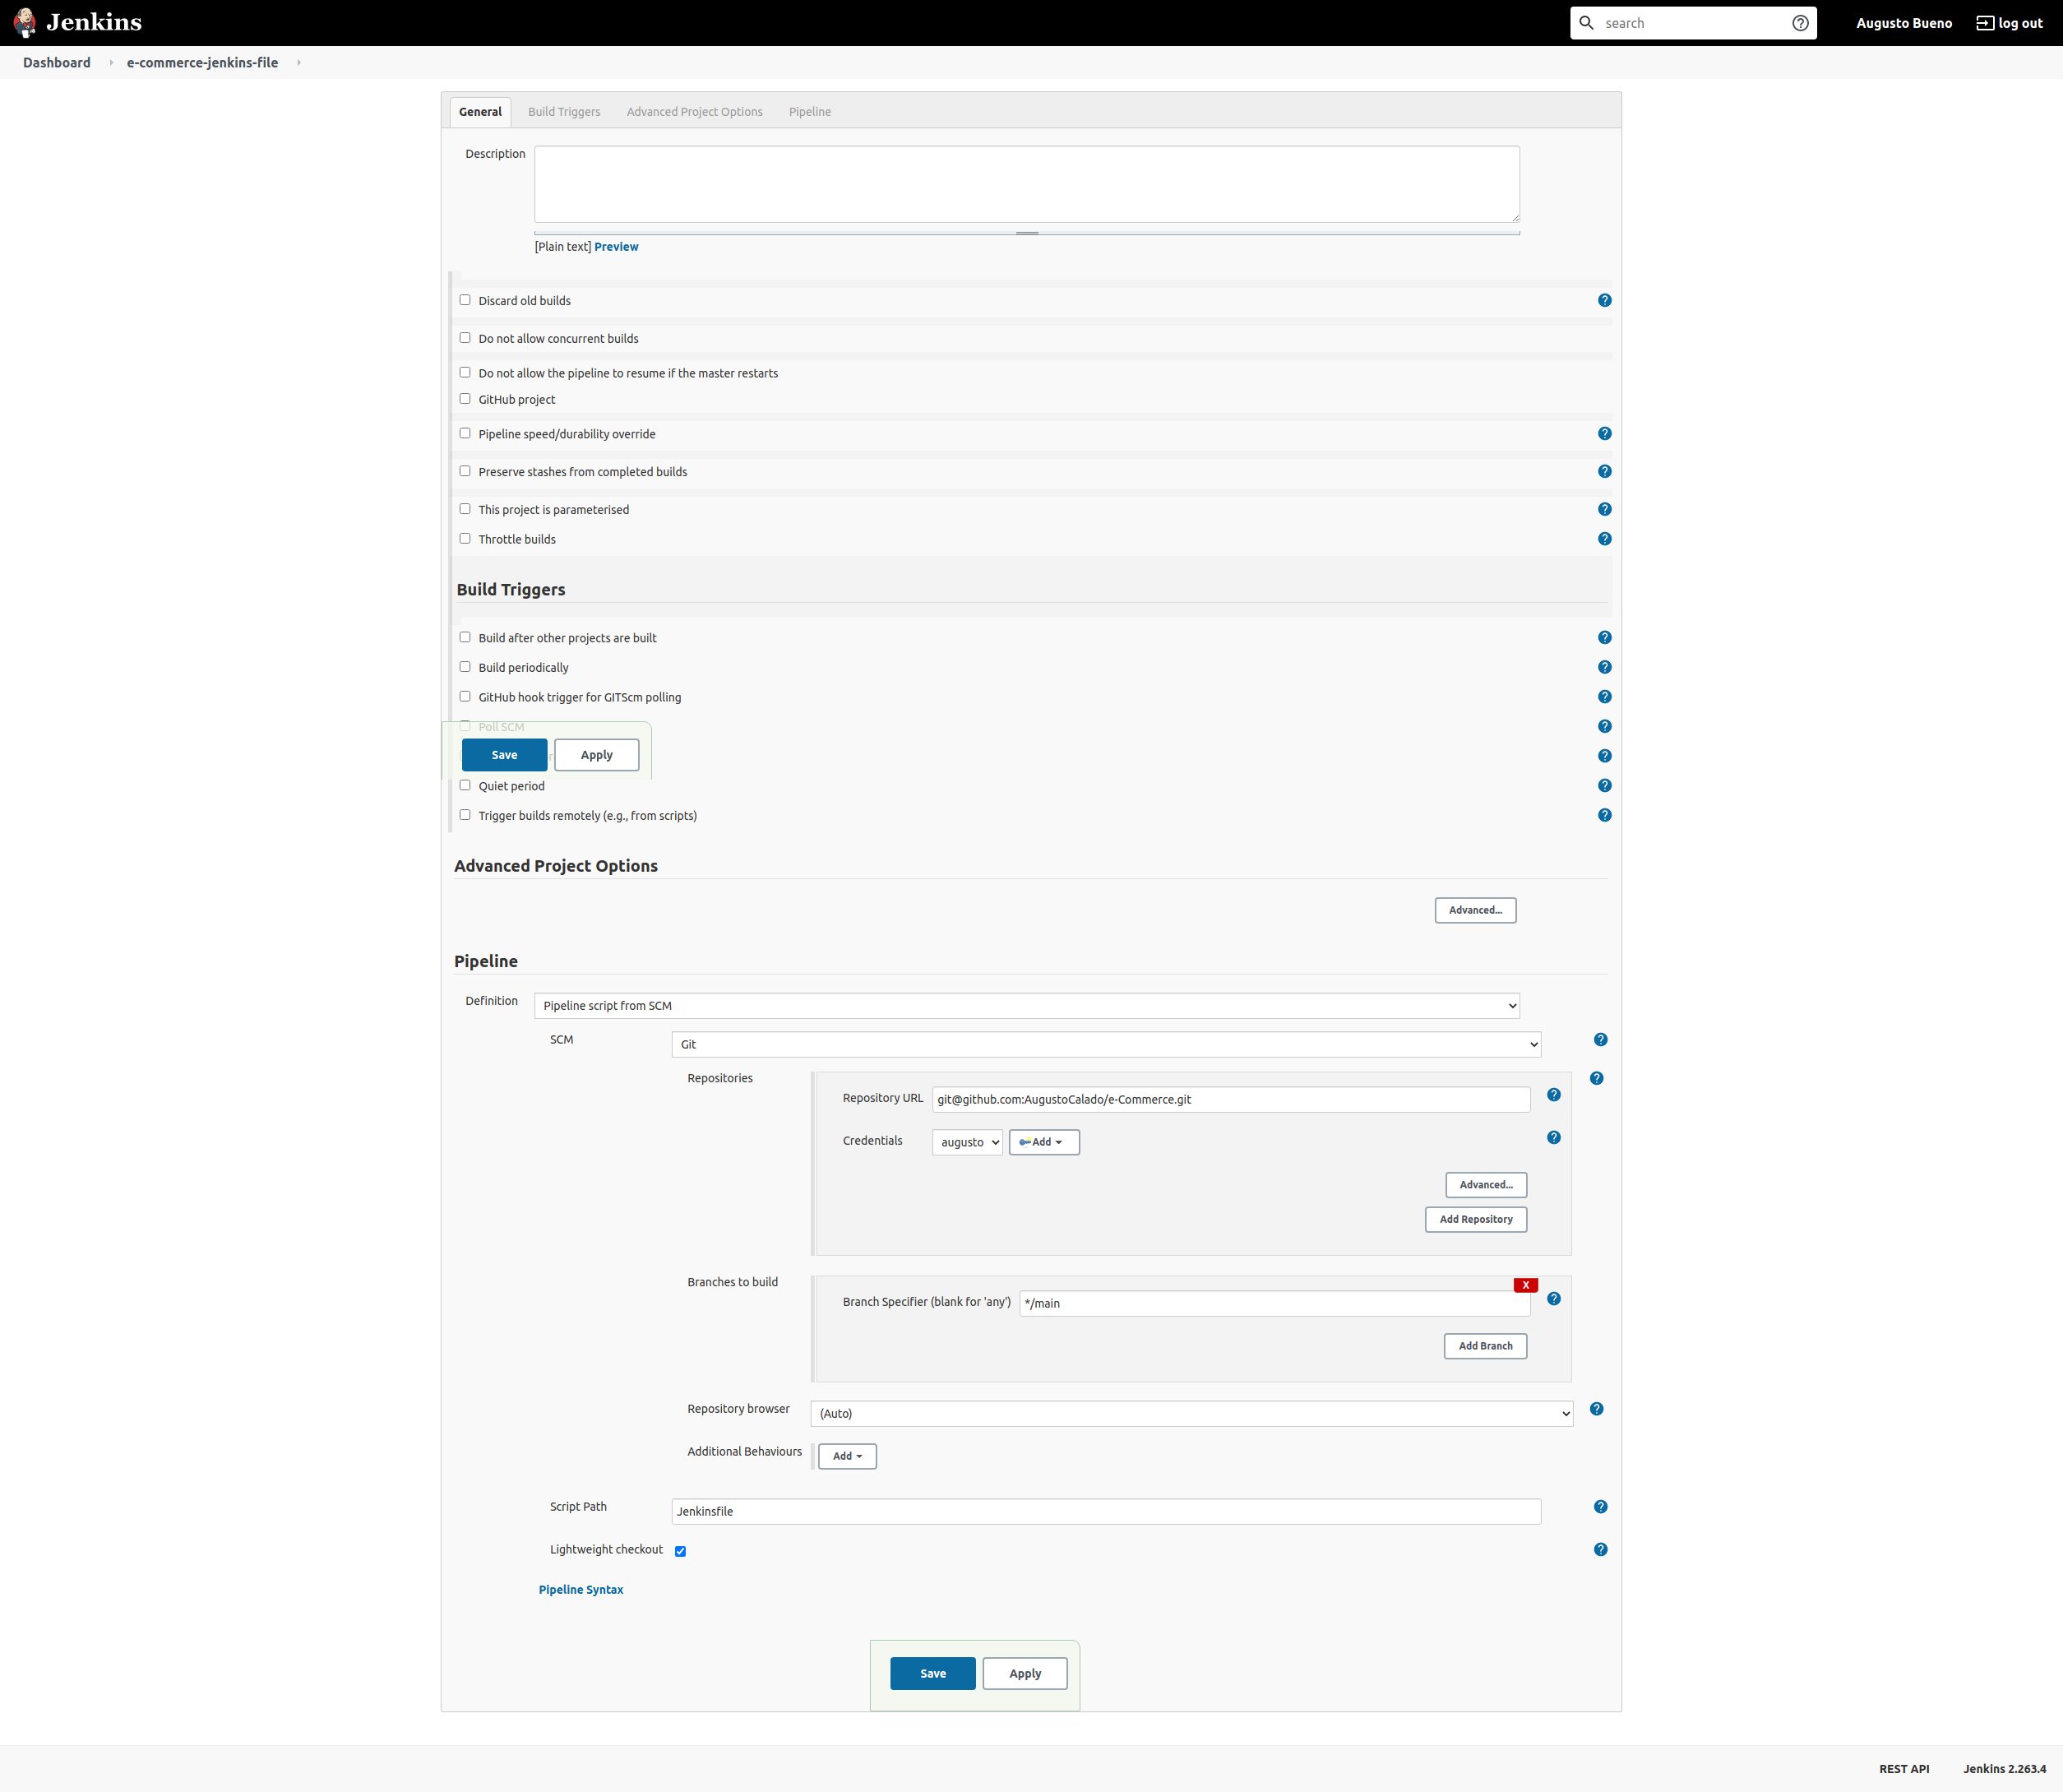 Jenkins
search
Augusto Bueno
log out
Dashboard
e-commerce-jenkins-file
General
Build Triggers
Advanced Project Options
Pipeline
Description
[Plain text] Preview
Discard old builds
Do not allow concurrent builds
Do not allow the pipeline to resume if the master restarts
GitHub project
Pipeline speed/durability override
Preserve stashes from completed builds
This project is parameterised
Throttle builds
Build Triggers
Build after other projects are built
Build periodically
GitHub hook trigger for GITScm polling
Poll SCM
Save
Apply
Quiet period
Trigger builds remotely (e.g., from scripts)
Advanced Project Options
Advanced...
Pipeline
Definition
Pipeline script from SCM
SCM
Git
Repositories
Repository URL
git@github.com:AugustoCalado/e-Commerce.git
Credentials
augusto
Add
Advanced...
Add Repository
Branches to build
X
Branch Specifier (blank for 'any')
*/main
Add Branch
Repository browser
(Auto)
Additional Behaviours
Add
Script Path
Jenkinsfile
Lightweight checkout
Pipeline Syntax
Save
Apply
REST API
Jenkins 2.263.4